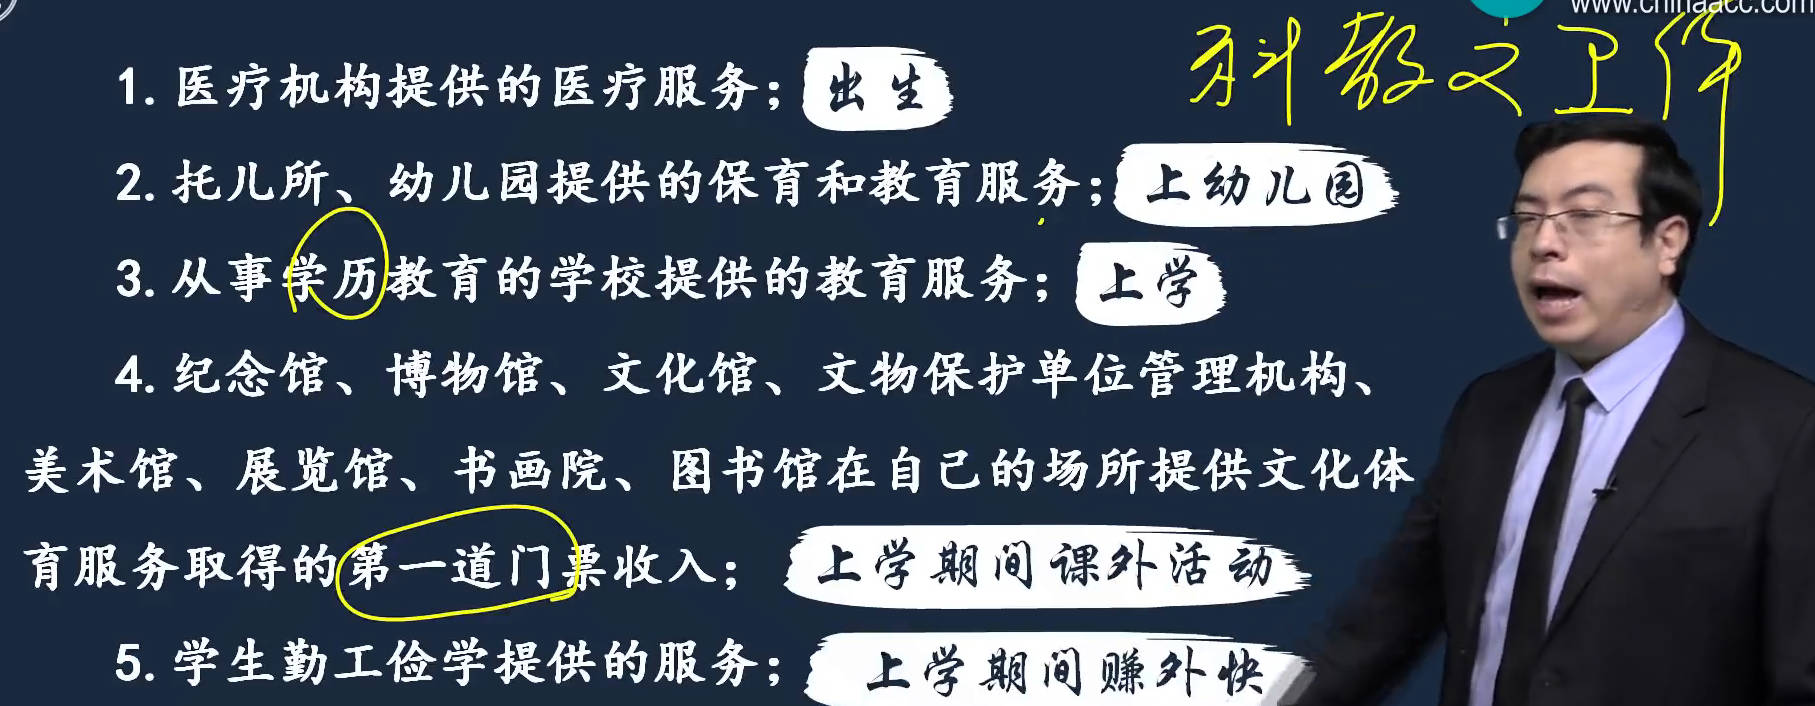 www.chinaacc.com
科教文卫体
1.医疗机构提供的医疗服务；出生
2.托儿所、幼儿园提供的保育和教育服务；上幼儿园
3.从事学历教育的学校提供的教育服务；上学
4.纪念馆、博物馆、文化馆、文物保护单位管理机构、
美术馆、展览馆、书画院、图书馆在自己的场所提供文化体
育服务取得的第一道门票收入；上学期间课外活动
5.学生勤工俭学提供的服务；上学期间赚外快